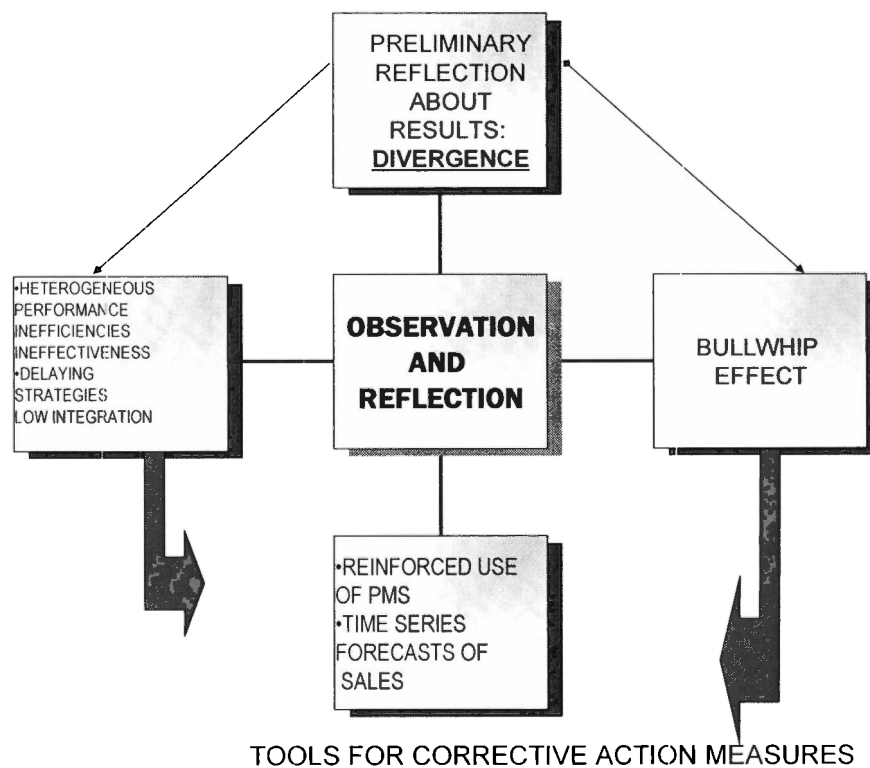 PRELIMINARY
REFLECTION
ABOUT
RESULTS:
DIVERGENCE
•HETEROGENEOUS
PERFORMANCE
INEFFICIENCIES
INEFFECTIVENESS
•DELAYING
STRATEGIES
LOW INTEGRATION
OBSERVATION
AND
REFLECTION
BULLWHIP
EFFECT
•REINFORCED USE
OF PMS
•TIME SERIES
FORECASTS OF
SALES
TOOLS FOR CORRECTIVE ACTION MEASURES